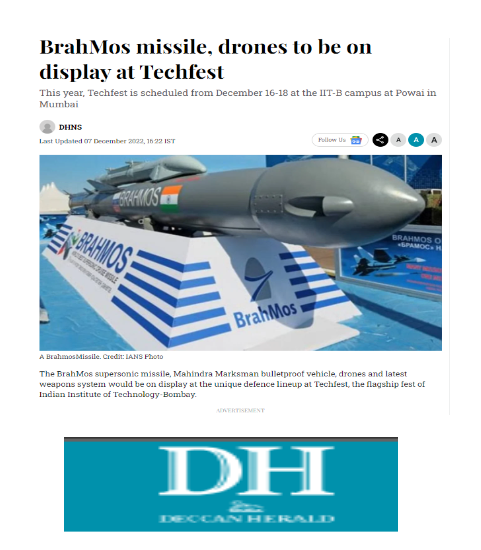 BrahMos missile, drones to be on
display at Techfest
This year, Techfest is scheduled from December 16-18 at the IIT-B campus at Powai in
Mumbai
DHNS
Last Updated 07 December 2022, 15:22 IST
Follow Us
A A A
BRAHMOS
BRAHMOS
BrahMos
BRAHMOS
A BrahmosMissile. Credit: IANS Photo
The BrahMos supersonic missile, Mahindra Marksman bulletproof vehicle, drones and latest
weapons system would be on display at the unique defence lineup at Techfest, the flagship fest of
Indian Institute of Technology-Bombay.
ADVERTISEMENT
DH
DECCAN HERALD